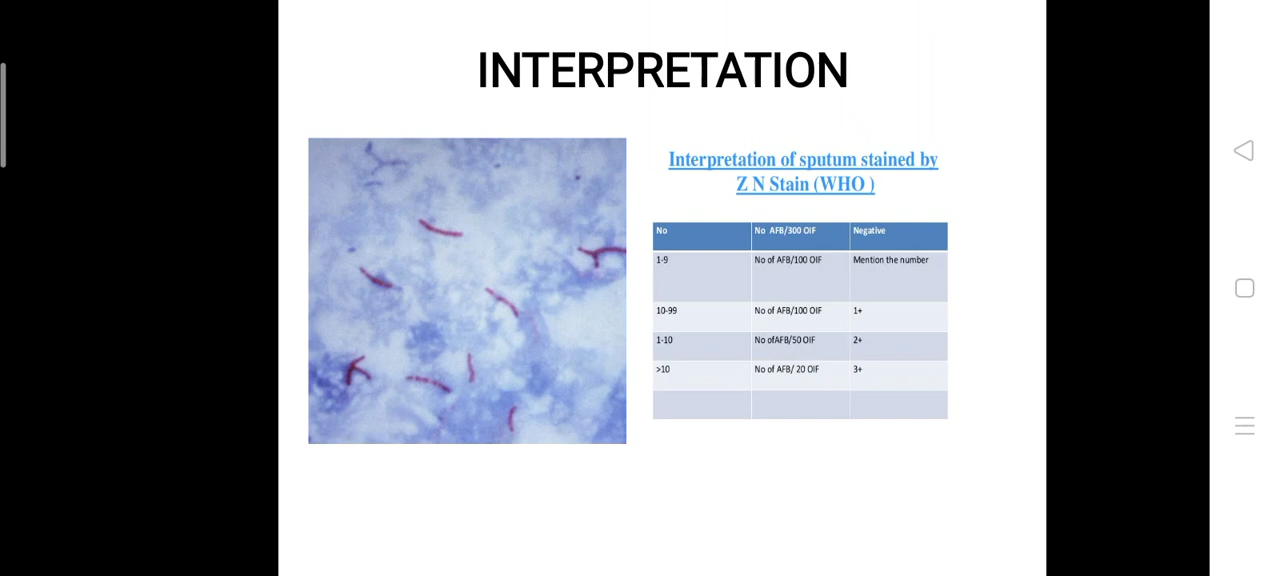 INTERPRETATION
Interpretation of sputum stained by
Z N Stain (WHO )
No No AFB/300 OIF Negative
1-9 No of AFB/100 OIF Mention the number
10-99 No of AFB/100 OIF 1+
1-10 No ofAFB/50 OIF 2+
>10 No of AFB/ 20 OIF 3+